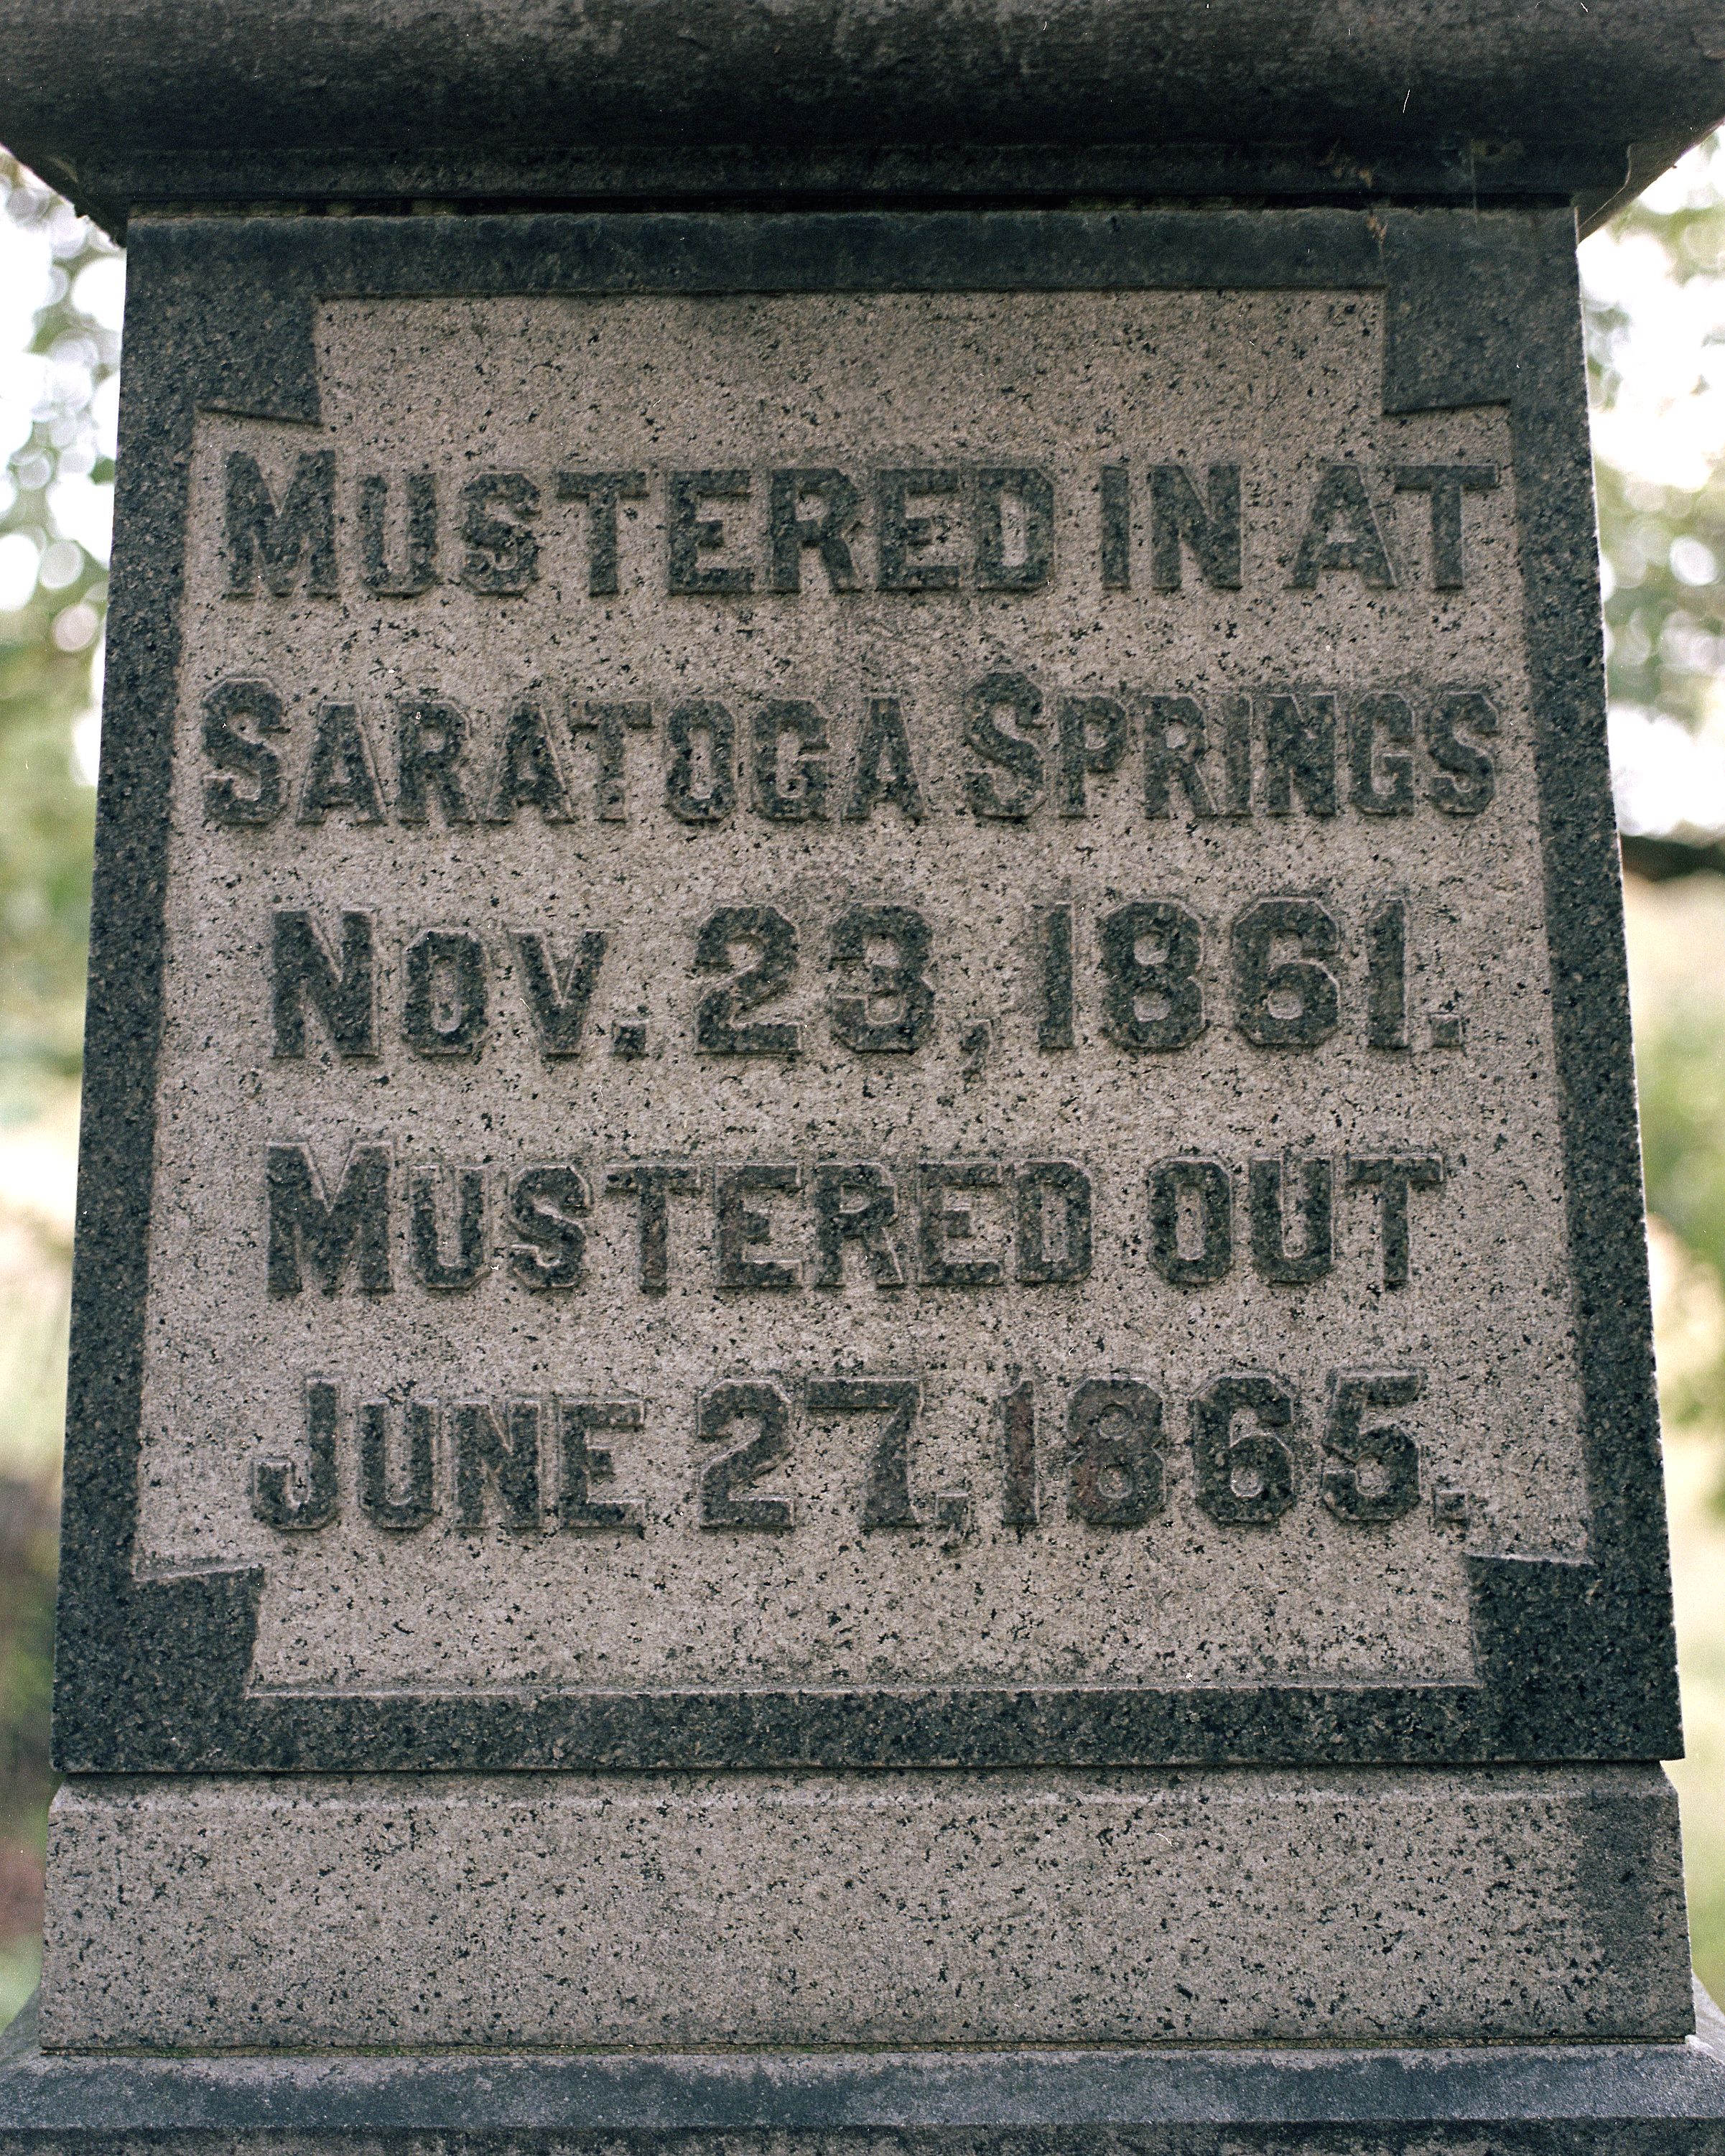 MUSTERED IN AT
SARATOGA SPRINGS
NOV. 23, 1861.
MUSTERED OUT
JUNE 27, 1865.